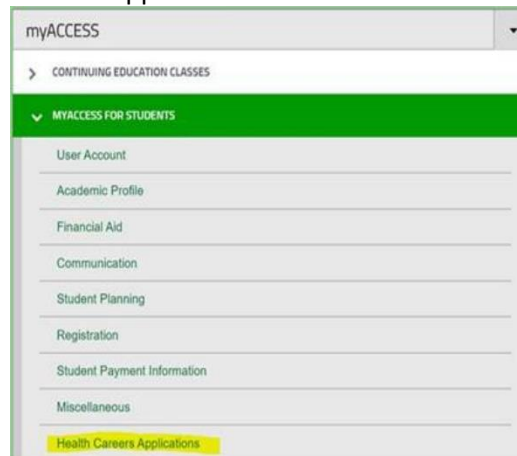 myACCESS
CONTINUING EDUCATION CLASSES
MYACCESS FOR STUDENTS
User Account
Academic Profile
Financial Aid
Communication
Student Planning
Registration
Student Payment Information
Miscellaneous
Health Careers Applications